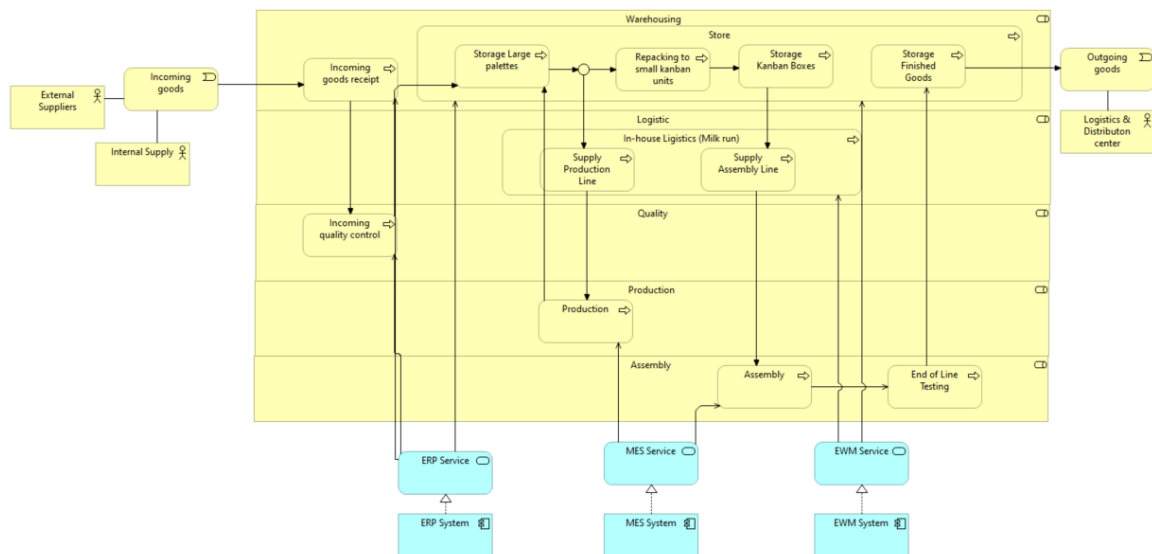 Warehousing
Store
Incoming
goods
External
Suppliers
Internal Supply
Incoming
goods receipt
Storage Large
palettes
Repacking to
small kanban
units
Storage
Kanban Boxes
Storage
Finished
Goods
Outgoing
goods
Logistics &
Distributon
center
Logistic
In-house Ligistics (Milk run)
Supply
Production
Line
Supply
Assembly Line
Quality
Incoming
quality control
Production
Production
Assembly
Assembly
End of Line
Testing
ERP Service
MES Service
EWM Service
ERP System
MES System
EWM System